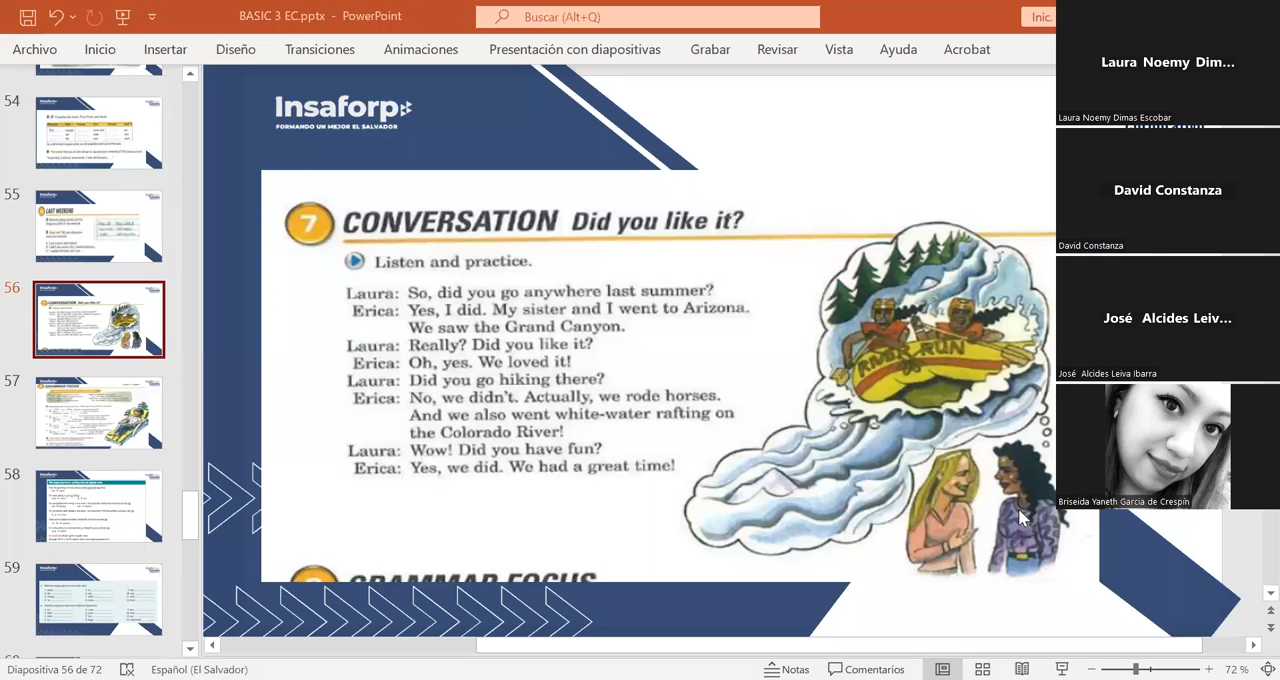 BASIC 3 EC.pptx - PowerPoint
Buscar (Alt+Q)
Inic.
Archivo Inicio Insertar Diseño Transiciones Animaciones Presentación con diapositivas Grabar Revisar Vista Ayuda Acrobat
54
55
LAST WEEKEND
56
57
58
59
Insaforp
FORMANDO UN MEJOR EL SALVADOR
7 CONVERSATION Did you like it?
Listen and practice.
Laura: So, did you go anywhere last summer?
Erica: Yes, I did. My sister and I went to Arizona.
We saw the Grand Canyon.
Laura: Really? Did you like it?
Erica: Oh, yes. We loved it!
Laura: Did you go hiking there?
Erica: No, we didn't. Actually, we rode horses.
And we also went white-water rafting on
the Colorado River!
Laura: Wow! Did you have fun?
Erica: Yes, we did. We had a great time!
RUN
GRAMMAR FOCUS
Laura Noemy Dim...
Laura Noemy Dimas Escobar
David Constanza
David Constanza
José Alcides Leiv...
José Alcides Leiva Ibarra
Briseida Yaneth García de Crespín
Diapositiva 56 de 72
Español (El Salvador)
Notas
Comentarios
72 %